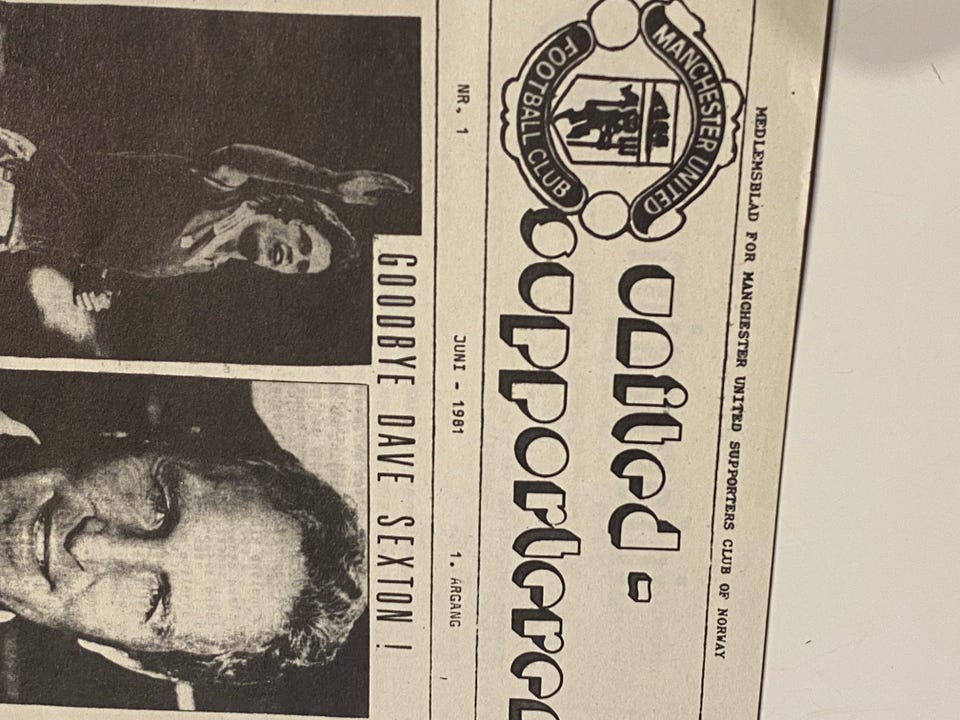 MEDLEMSBLAD FOR MANCHESTER UNITED SUPPORTERS CLUB OF NORWAY
MANCHESTER UNITED
FOOTBALL CLUB
united -
supportere
NR. 1 JUNI - 1981 1. ÅRGANG
GOODBYE DAVE SEXTON!